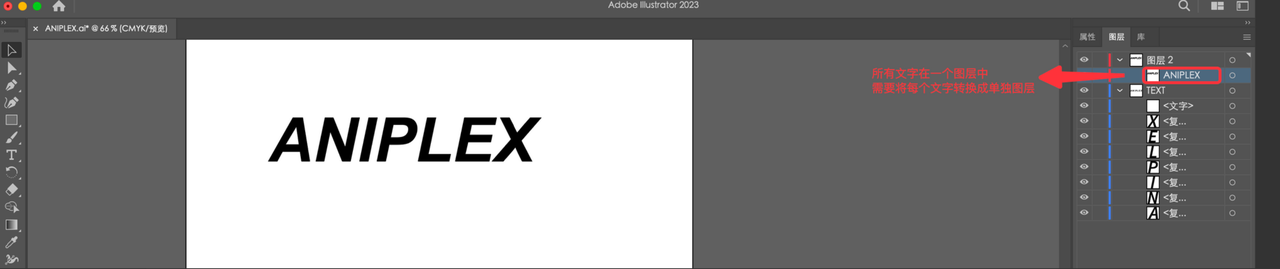 Adobe Illustrator 2023
× ANIPLEX.ai* @ 66 % (CMYK/预览)
属性 图层 库
图层 2
ANIPLEX
TEXT
<文字>
<复...
<复...
<复...
<复...
<复...
<复...
<复...
所有文字在一个图层中
需要将每个文字转换成单独图层
ANIPLEX